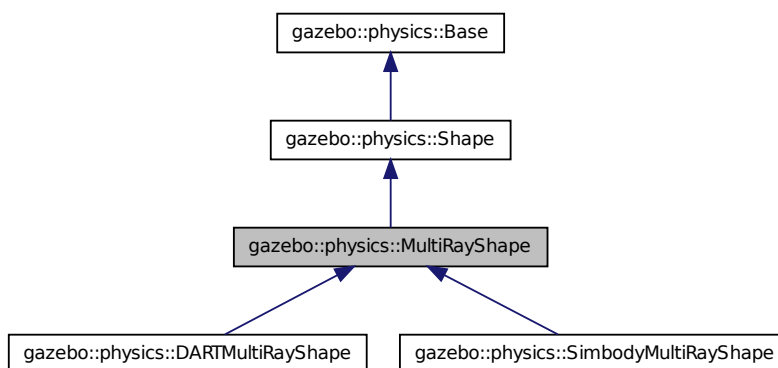 gazebo::physics::Base
gazebo::physics::Shape
gazebo::physics::MultiRayShape
gazebo::physics::DARTMultiRayShape
gazebo::physics::SimbodyMultiRayShape